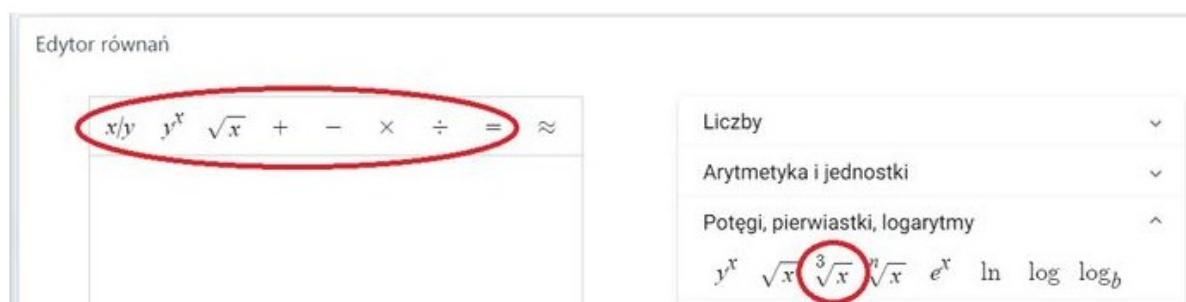 Edytor równań
x/y y^x √x + − × ÷ = ≈
Liczby
Arytmetyka i jednostki
Potęgi, pierwiastki, logarytmy
y^x √x ∛x ⁿ√x e^x ln log log_b